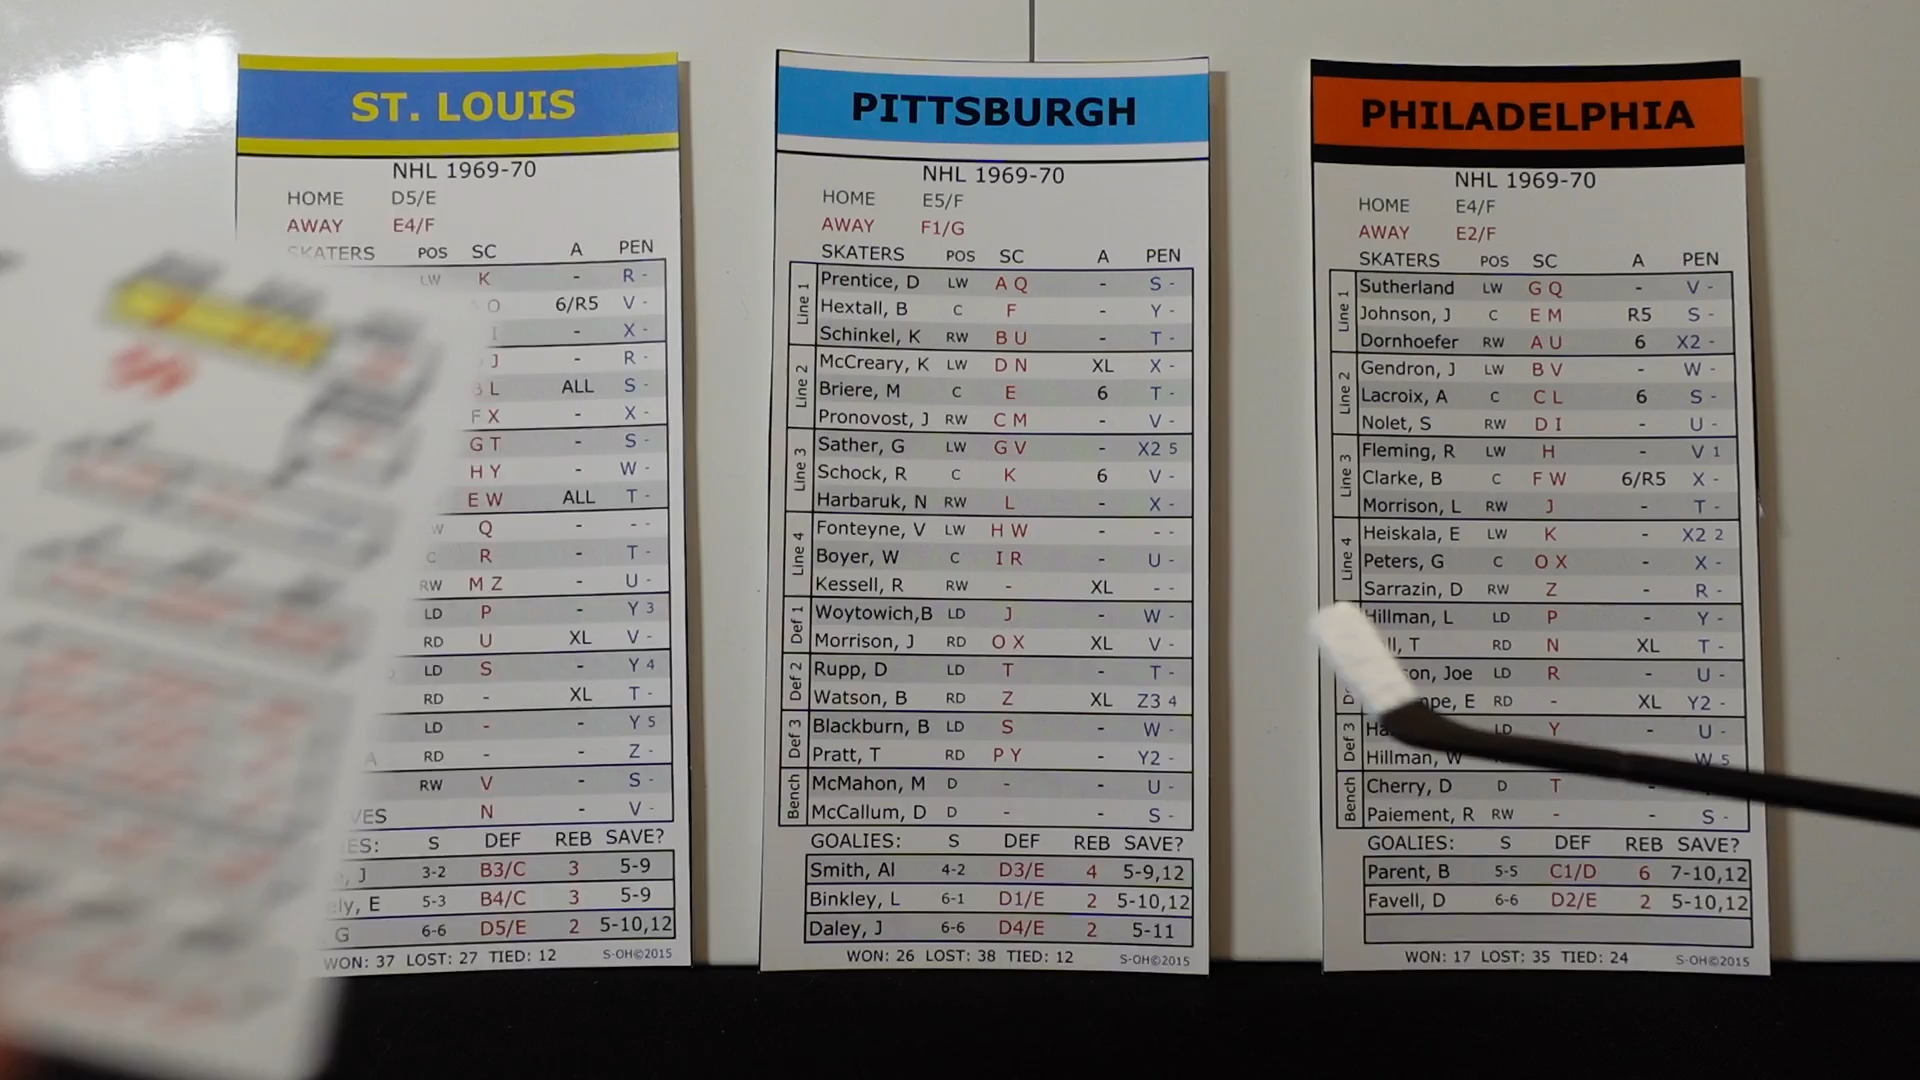 ST. LOUIS
NHL 1969-70
HOME D5/E
AWAY E4/F
SKATERS POS SC A PEN
LW K - R -
O 6/R5 V -
I - X -
J - R -
L ALL S -
F X - X -
G T - S -
H Y - W -
E W ALL T -
Q - - -
C R - T -
RW M Z - U -
LD P - Y 3
RD U XL V -
LD S - Y 4
RD - XL T -
LD - - Y 5
RD - - Z -
RW V - S -
N - V -
S DEF REB SAVE?
J 3-2 B3/C 3 5-9
E 5-3 B4/C 3 5-9
G 6-6 D5/E 2 5-10,12
WON: 37 LOST: 27 TIED: 12 S-OH©2015
PITTSBURGH
NHL 1969-70
HOME E5/F
AWAY F1/G
SKATERS POS SC A PEN
Line 1
Prentice, D LW A Q - S -
Hextall, B C F - Y -
Schinkel, K RW B U - T -
Line 2
McCreary, K LW D N XL X -
Briere, M C E 6 T -
Pronovost, J RW C M - V -
Line 3
Sather, G LW G V - X2 5
Schock, R C K 6 V -
Harbaruk, N RW L - X -
Line 4
Fonteyne, V LW H W - - -
Boyer, W C I R - U -
Kessell, R RW - XL - -
Def 1
Woytowich,B LD J - W -
Morrison, J RD O X XL V -
Def 2
Rupp, D LD T - T -
Watson, B RD Z XL Z3 4
Def 3
Blackburn, B LD S - W -
Pratt, T RD P Y - Y2 -
Bench
McMahon, M D - - U -
McCallum, D D - - S -
GOALIES: S DEF REB SAVE?
Smith, Al 4-2 D3/E 4 5-9,12
Binkley, L 6-1 D1/E 2 5-10,12
Daley, J 6-6 D4/E 2 5-11
WON: 26 LOST: 38 TIED: 12 S-OH©2015
PHILADELPHIA
NHL 1969-70
HOME E4/F
AWAY E2/F
SKATERS POS SC A PEN
Line 1
Sutherland LW G Q - V -
Johnson, J C E M R5 S -
Dornhoefer RW A U 6 X2 -
Line 2
Gendron, J LW B V - W -
Lacroix, A C C L 6 S -
Nolet, S RW D I - U -
Line 3
Fleming, R LW H - V 1
Clarke, B C F W 6/R5 X -
Morrison, L RW J - T -
Line 4
Heiskala, E LW K - X2 2
Peters, G C O X - X -
Sarrazin, D RW Z - R -
Hillman, L LD P - Y -
T RD N XL T -
Joe LD R - U -
E RD - XL Y2 -
Def 3
LD Y - U -
Hillman, W W 5
Bench
Cherry, D D T -
Paiement, R RW - - S -
GOALIES: S DEF REB SAVE?
Parent, B 5-5 C1/D 6 7-10,12
Favell, D 6-6 D2/E 2 5-10,12
WON: 17 LOST: 35 TIED: 24 S-OH©2015